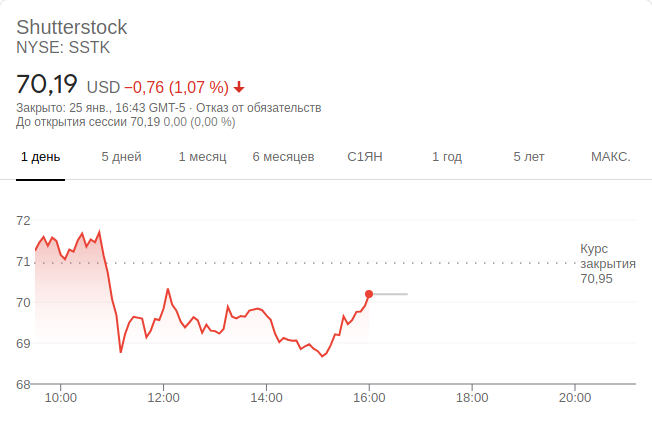 Shutterstock
NYSE: SSTK
70,19 USD −0,76 (1,07 %)
Закрыто: 25 янв., 16:43 GMT-5 · Отказ от обязательств
До открытия сессии 70,19 0,00 (0,00 %)
1 день 5 дней 1 месяц 6 месяцев С1ЯН 1 год 5 лет МАКС.
72
71
70
69
68
Курс
закрытия
70,95
10:00 12:00 14:00 16:00 18:00 20:00